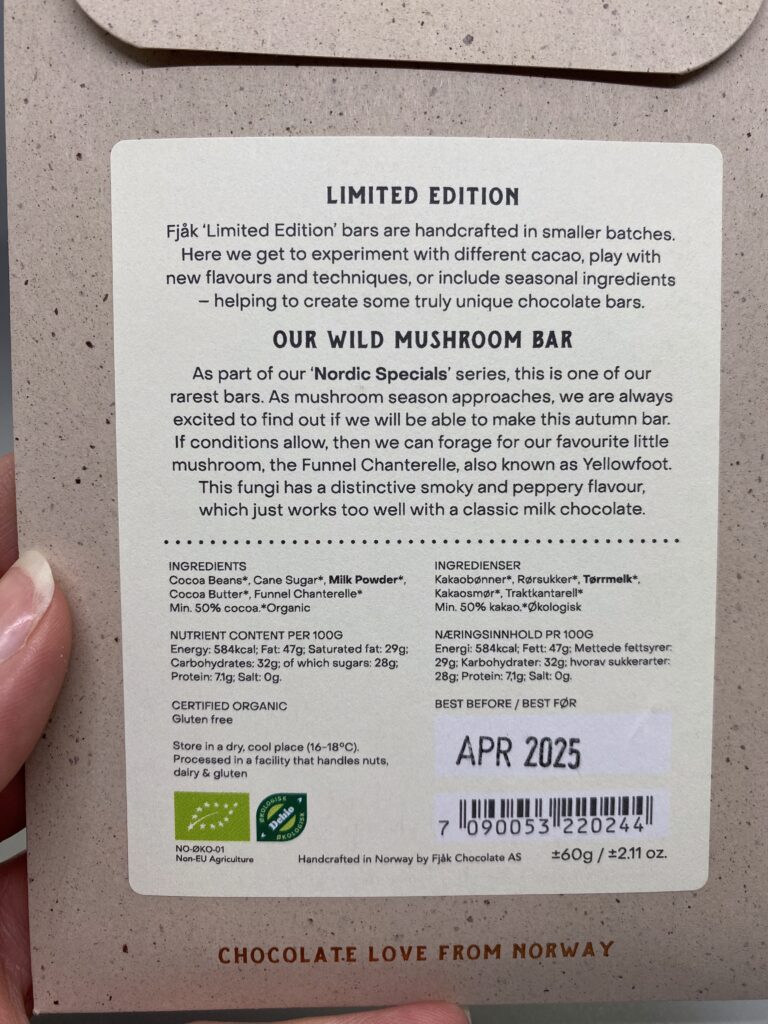 LIMITED EDITION
Fjåk ‘Limited Edition’ bars are handcrafted in smaller batches.
Here we get to experiment with different cacao, play with
new flavours and techniques, or include seasonal ingredients
– helping to create some truly unique chocolate bars.
OUR WILD MUSHROOM BAR
As part of our ‘Nordic Specials’ series, this is one of our
rarest bars. As mushroom season approaches, we are always
excited to find out if we will be able to make this autumn bar.
If conditions allow, then we can forage for our favourite little
mushroom, the Funnel Chanterelle, also known as Yellowfoot.
This fungi has a distinctive smoky and peppery flavour,
which just works too well with a classic milk chocolate.
INGREDIENTS
Cocoa Beans*, Cane Sugar*, Milk Powder*,
Cocoa Butter*, Funnel Chanterelle*
Min. 50% cocoa.*Organic
NUTRIENT CONTENT PER 100G
Energy: 584kcal; Fat: 47g; Saturated fat: 29g;
Carbohydrates: 32g; of which sugars: 28g;
Protein: 7,1g; Salt: 0g.
CERTIFIED ORGANIC
Gluten free
Store in a dry, cool place (16-18°C).
Processed in a facility that handles nuts,
dairy & gluten
INGREDIENSER
Kakaobønner*, Rørsukker*, Tørrmelk*,
Kakaosmør*, Traktkantarell*
Min. 50% kakao.*Økologisk
NÆRINGSINNHOLD PR 100G
Energi: 584kcal; Fett: 47g; Mettede fettsyrer:
29g; Karbohydrater: 32g; hvorav sukkerarter:
28g; Protein: 7,1g; Salt: 0g.
BEST BEFORE / BEST FØR
APR 2025
7 090053 220244
ØKOLOGISK
Debio
ØKOLOGISK
NO-ØKO-01
Non-EU Agriculture
Handcrafted in Norway by Fjåk Chocolate AS
±60g / ±2.11 oz.
CHOCOLATE LOVE FROM NORWAY